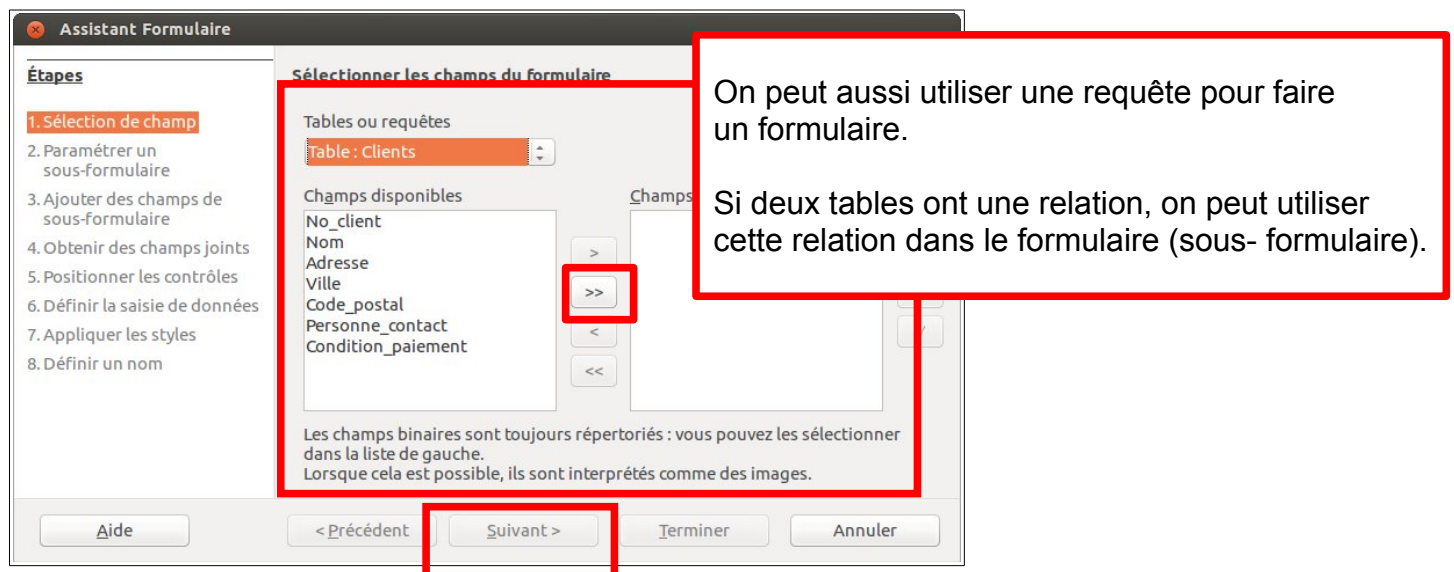 Assistant Formulaire
Étapes
1. Sélection de champ
2. Paramétrer un
sous-formulaire
3. Ajouter des champs de
sous-formulaire
4. Obtenir des champs joints
5. Positionner les contrôles
6. Définir la saisie de données
7. Appliquer les styles
8. Définir un nom
Sélectionner les champs du formulaire
Tables ou requêtes
Table : Clients
Champs disponibles
No_client
Nom
Adresse
Ville
Code_postal
Personne_contact
Condition_paiement
>
>>
<
<<
Champs
Les champs binaires sont toujours répertoriés : vous pouvez les sélectionner
dans la liste de gauche.
Lorsque cela est possible, ils sont interprétés comme des images.
On peut aussi utiliser une requête pour faire
un formulaire.
Si deux tables ont une relation, on peut utiliser
cette relation dans le formulaire (sous- formulaire).
Aide
< Précédent
Suivant >
Terminer
Annuler